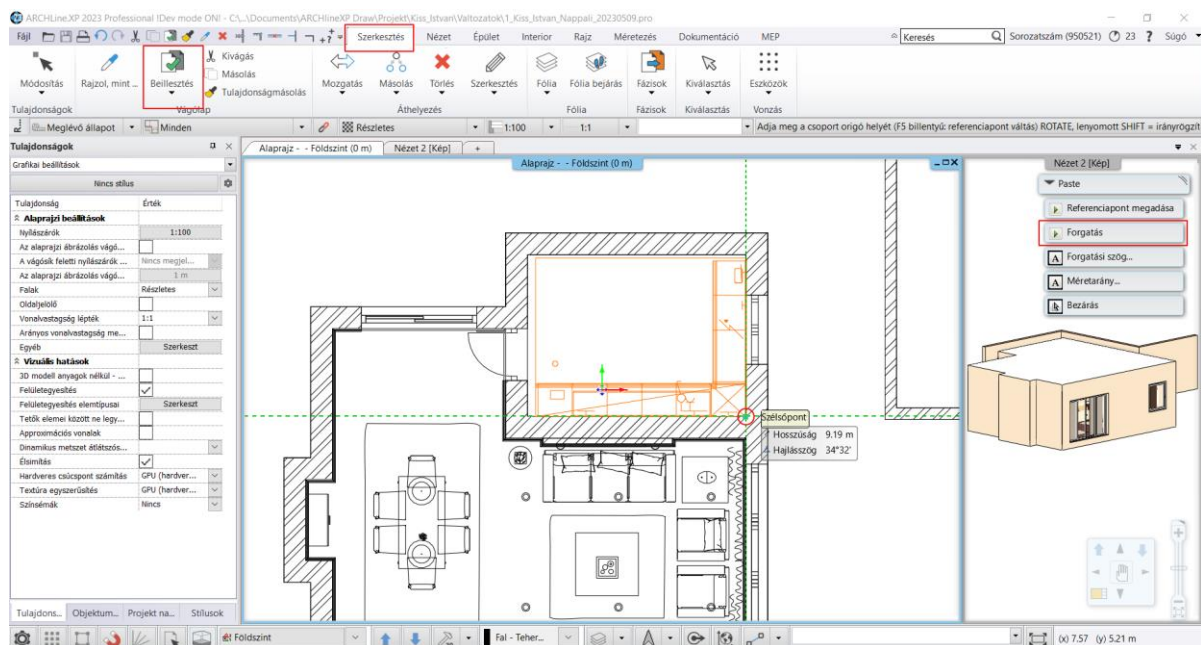 ARCHLine.XP 2023 Professional !Dev mode ON! - C:\...\Documents\ARCHlineXP Draw\Projekt\Kiss_Istvan\Valtozatok\1_Kiss_Istvan_Nappali_20230509.pro
Fájl Szerkesztés Nézet Épület Interior Rajz Méretezés Dokumentáció MEP Keresés Sorozatszám (950521) 23 ? Súgó
Módosítás Rajzol, mint ... Beillesztés Kivágás Másolás Tulajdonságmásolás Mozgatás Másolás Törlés Szerkesztés Fólia Fólia bejárás Fázisok Kiválasztás Eszközök
Tulajdonságok Vágólap Áthelyezés Fólia Fázisok Kiválasztás Vonzás
Meglévő állapot Minden Részletes 1:100 1:1 Adja meg a csoport origó helyét (F5 billentyű: referenciapont váltás) ROTATE, lenyomott SHIFT = irányrögzít
Tulajdonságok
Alaprajz - - Földszint (0 m) Nézet 2 [Kép] +
Grafikai beállítások
Alaprajz - - Földszint (0 m)
Nézet 2 [Kép]
Nincs stílus
Paste
Tulajdonság Érték
Referenciapont megadása
Alaprajzi beállítások
Nyílászárók 1:100
Forgatás
Az alaprajzi ábrázolás vágó...
A vágósík feletti nyílászárók ... Nincs megjel...
A Forgatási szög...
Az alaprajzi ábrázolás vágó... 1 m
Falak Részletes
A Méretarány...
Oldaljelölő
Vonalvastagság lépték 1:1
Bezárás
Arányos vonalvastagság me...
Egyéb Szerkeszt
Vizuális hatások
3D modell anyagok nélkül - ...
Felületegyesítés
Felületegyesítés elemtípusai Szerkeszt
Tetők elemei között ne legy...
Approximációs vonalak
Dinamikus metszet átlátszós...
Élsimítás
Hardveres csúcspont számítás GPU (hardver...
Textúra egyszerűsítés GPU (hardver...
Színsémák Nincs
Szélsőpont
Hosszúság 9.19 m
Hajlásszög 34°32'
Tulajdons... Objektum... Projekt na... Stílusok
Földszint Fal - Teher... (x) 7.57 (y) 5.21 m